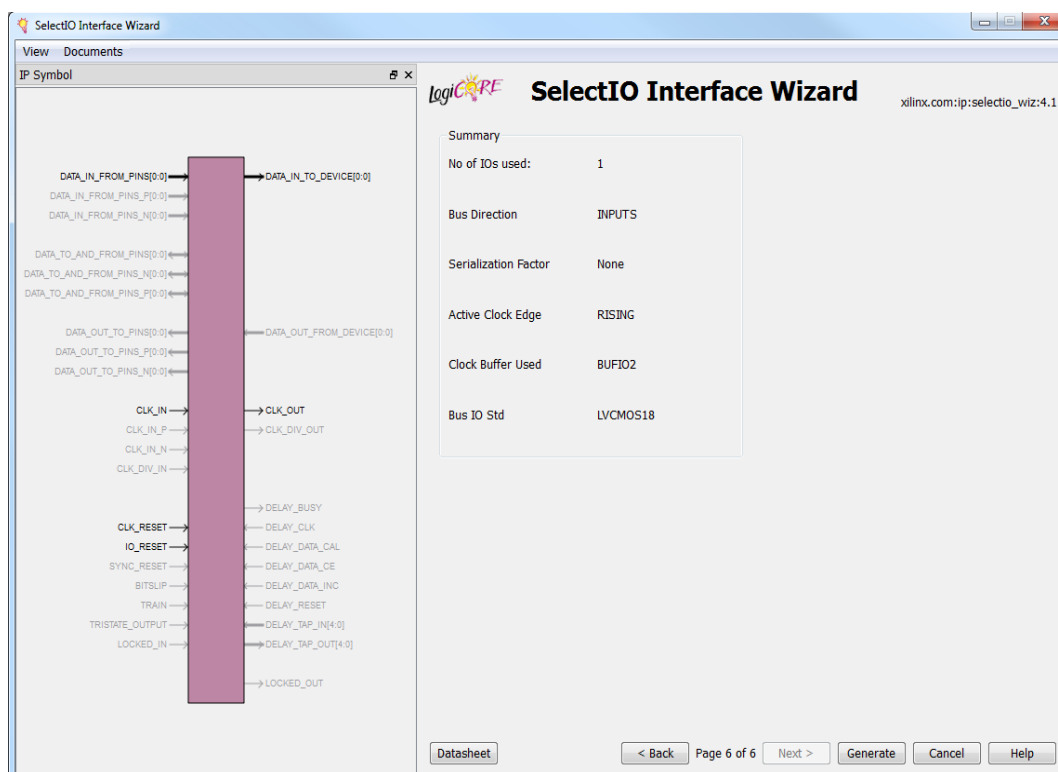 SelectIO Interface Wizard
View Documents
IP Symbol
DATA_IN_FROM_PINS[0:0]
DATA_IN_TO_DEVICE[0:0]
DATA_IN_FROM_PINS_P[0:0]
DATA_IN_FROM_PINS_N[0:0]
DATA_TO_AND_FROM_PINS[0:0]
DATA_TO_AND_FROM_PINS_N[0:0]
DATA_TO_AND_FROM_PINS_P[0:0]
DATA_OUT_TO_PINS[0:0]
DATA_OUT_FROM_DEVICE[0:0]
DATA_OUT_TO_PINS_P[0:0]
DATA_OUT_TO_PINS_N[0:0]
CLK_IN
CLK_OUT
CLK_IN_P
CLK_DIV_OUT
CLK_IN_N
CLK_DIV_IN
DELAY_BUSY
CLK_RESET
DELAY_CLK
IO_RESET
DELAY_DATA_CAL
SYNC_RESET
DELAY_DATA_CE
BITSLIP
DELAY_DATA_INC
TRAIN
DELAY_RESET
TRISTATE_OUTPUT
DELAY_TAP_IN[4:0]
LOCKED_IN
DELAY_TAP_OUT[4:0]
LOCKED_OUT
logiCORE
SelectIO Interface Wizard
xilinx.com:ip:selectio_wiz:4.1
Summary
No of IOs used: 1
Bus Direction INPUTS
Serialization Factor None
Active Clock Edge RISING
Clock Buffer Used BUFIO2
Bus IO Std LVCMOS18
Datasheet < Back Page 6 of 6 Next > Generate Cancel Help